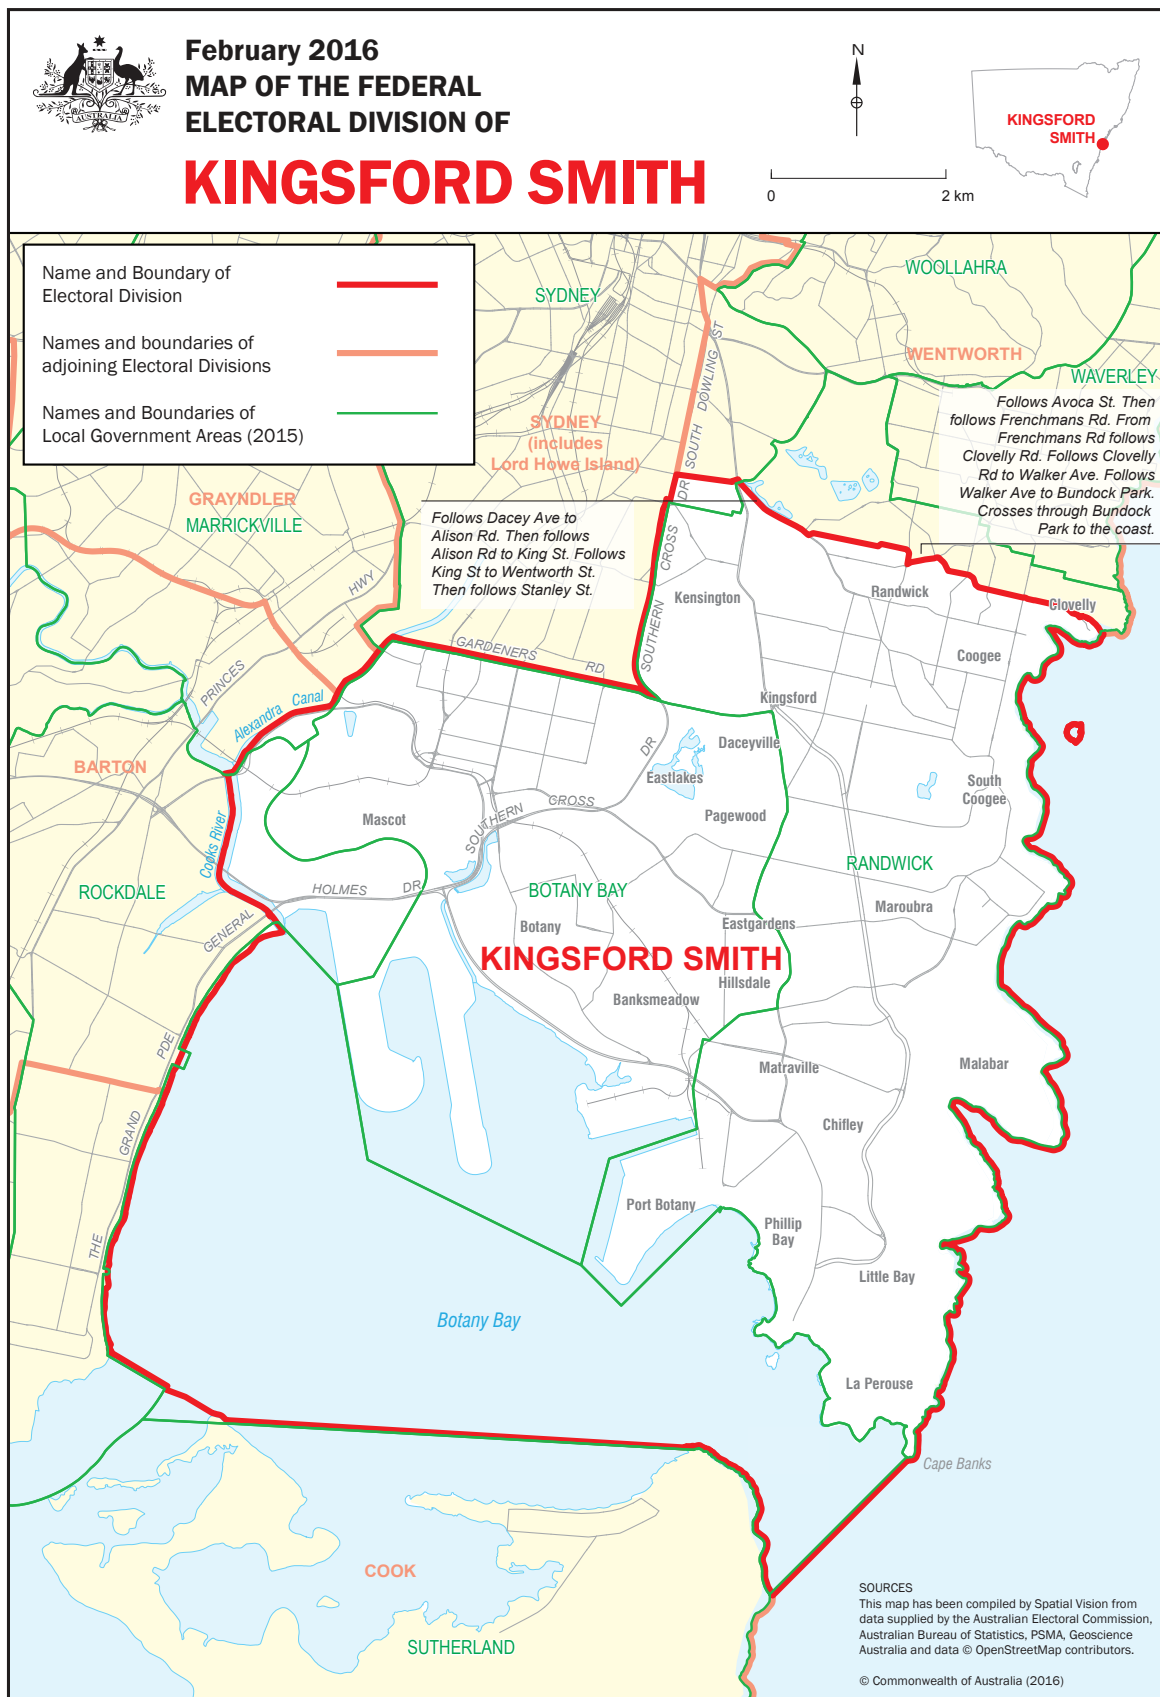 February 2016
MAP OF THE FEDERAL
ELECTORAL DIVISION OF
KINGSFORD SMITH
AUSTRALIA
N
0
2 km
KINGSFORD
SMITH
Name and Boundary of
Electoral Division
Names and boundaries of
adjoining Electoral Divisions
Names and Boundaries of
Local Government Areas (2015)
SYDNEY
WOOLLAHRA
WENTWORTH
WAVERLEY
SOUTH DOWLING ST
SYDNEY
(includes
Lord Howe Island)
Follows Avoca St. Then
follows Frenchmans Rd. From
Frenchmans Rd follows
Clovelly Rd. Follows Clovelly
Rd to Walker Ave. Follows
Walker Ave to Bundock Park.
Crosses through Bundock
Park to the coast.
GRAYNDLER
MARRICKVILLE
Follows Dacey Ave to
Alison Rd. Then follows
Alison Rd to King St. Follows
King St to Wentworth St.
Then follows Stanley St.
SOUTHERN CROSS DR
HWY
PRINCES
Kensington
Randwick
Clovelly
GARDENERS RD
Coogee
Alexandra Canal
Kingsford
Daceyville
BARTON
Eastlakes
South
Coogee
Mascot
SOUTHERN CROSS DR
Pagewood
Cooks River
RANDWICK
ROCKDALE
HOLMES DR
BOTANY BAY
Maroubra
GENERAL
Botany
Eastgardens
KINGSFORD SMITH
Hillsdale
Banksmeadow
PDE
Matraville
Malabar
GRAND
Chifley
Port Botany
Phillip
Bay
THE
Little Bay
Botany Bay
La Perouse
Cape Banks
COOK
SUTHERLAND
SOURCES
This map has been compiled by Spatial Vision from
data supplied by the Australian Electoral Commission,
Australian Bureau of Statistics, PSMA, Geoscience
Australia and data © OpenStreetMap contributors.
© Commonwealth of Australia (2016)